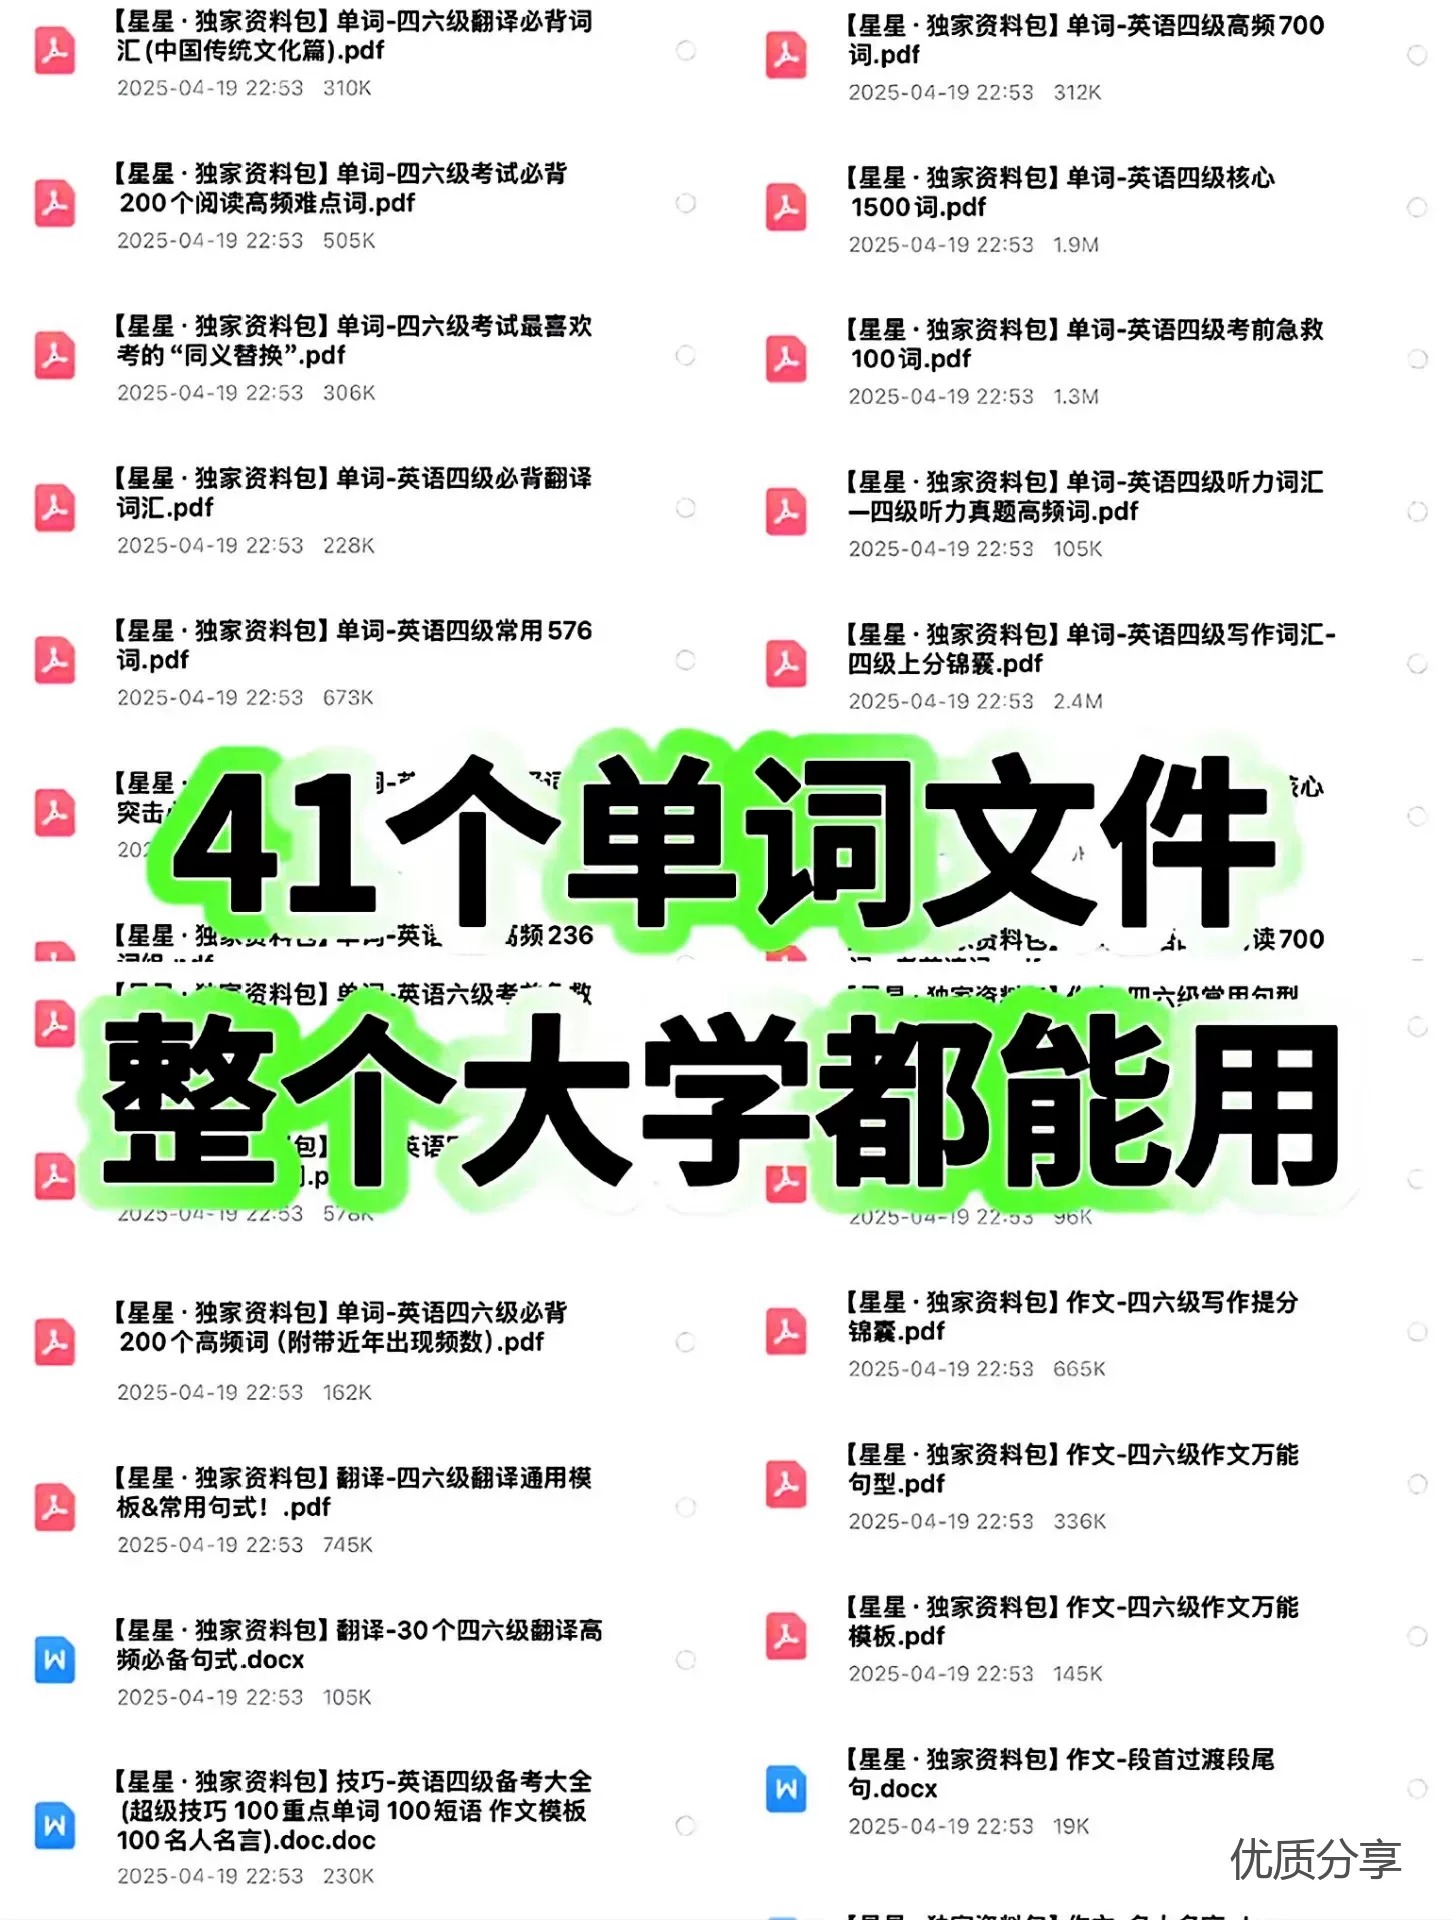 【星星·独家资料包】单词-四六级翻译必背词
汇(中国传统文化篇).pdf
2025-04-19 22:53 310K
【星星·独家资料包】单词-四六级考试必背
200个阅读高频难点词.pdf
2025-04-19 22:53 505K
【星星·独家资料包】单词-四六级考试最喜欢
考的“同义替换”.pdf
2025-04-19 22:53 306K
【星星·独家资料包】单词-英语四级必背翻译
词汇.pdf
2025-04-19 22:53 228K
【星星·独家资料包】单词-英语四级常用576
词.pdf
2025-04-19 22:53 673K
【星星·独家资料包】单词-英语四级高频700
词.pdf
2025-04-19 22:53 312K
【星星·独家资料包】单词-英语四级核心
1500词.pdf
2025-04-19 22:53 1.9M
【星星·独家资料包】单词-英语四级考前急救
100词.pdf
2025-04-19 22:53 1.3M
【星星·独家资料包】单词-英语四级听力词汇
—四级听力真题高频词.pdf
2025-04-19 22:53 105K
【星星·独家资料包】单词-英语四级写作词汇-
四级上分锦囊.pdf
2025-04-19 22:53 2.4M
41个单词文件
整个大学都能用
2025-04-19 22:53 578K
2025-04-19 22:53 96K
【星星·独家资料包】单词-英语四六级必背
200个高频词（附带近年出现频数）.pdf
2025-04-19 22:53 162K
【星星·独家资料包】翻译-四六级翻译通用模
板&常用句式！.pdf
2025-04-19 22:53 745K
【星星·独家资料包】翻译-30个四六级翻译高
频必备句式.docx
2025-04-19 22:53 105K
【星星·独家资料包】技巧-英语四级备考大全
(超级技巧 100重点单词 100短语 作文模板
100名人名言).doc.doc
2025-04-19 22:53 230K
【星星·独家资料包】作文-四六级写作提分
锦囊.pdf
2025-04-19 22:53 665K
【星星·独家资料包】作文-四六级作文万能
句型.pdf
2025-04-19 22:53 336K
【星星·独家资料包】作文-四六级作文万能
模板.pdf
2025-04-19 22:53 145K
【星星·独家资料包】作文-段首过渡段尾
句.docx
2025-04-19 22:53 19K
优质分享